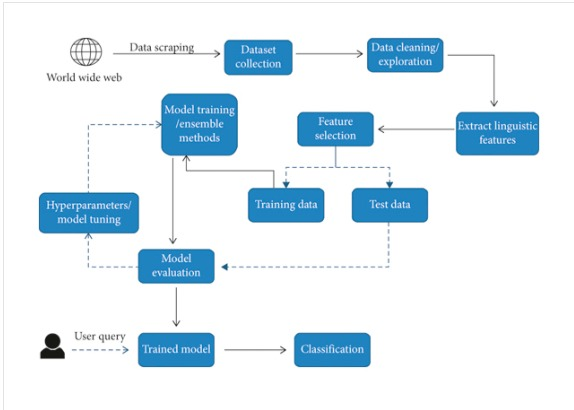 Data scraping
World wide web
Dataset
collection
Data cleaning/
exploration
Model training
/ensemble
methods
Feature
selection
Extract linguistic
features
Hyperparameters/
model tuning
Training data
Test data
Model
evaluation
User query
Trained model
Classification